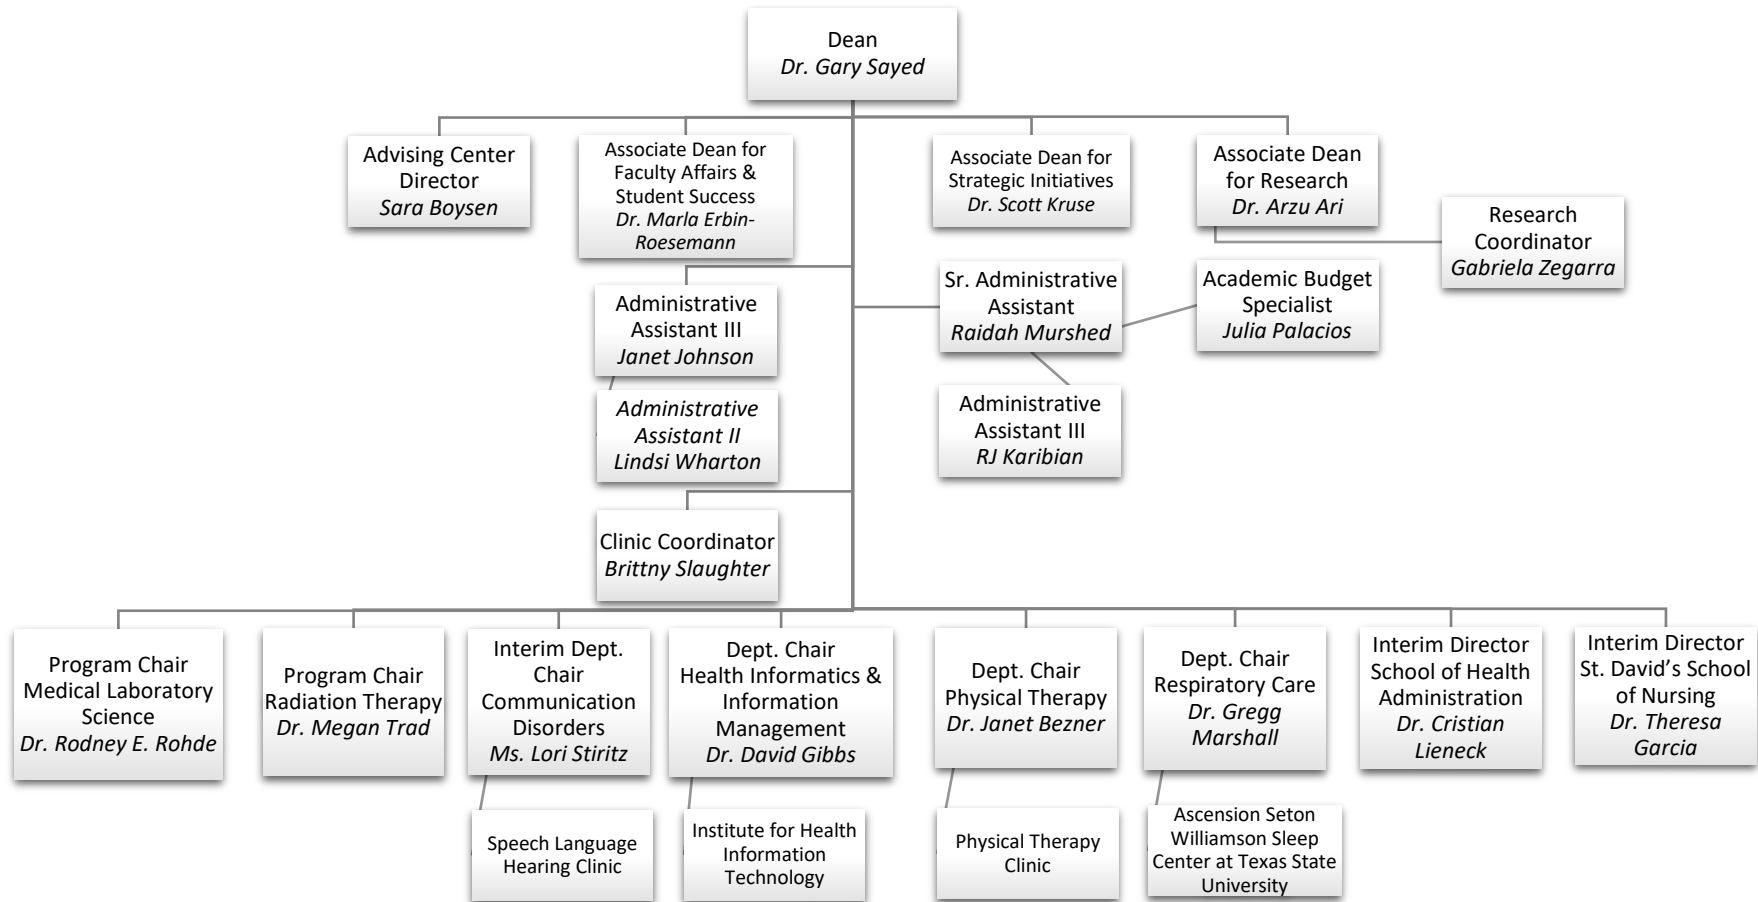 Dean
Dr. Gary Sayed
Advising Center
Director
Sara Boysen
Associate Dean for
Faculty Affairs &
Student Success
Dr. Marla Erbin-
Roesemann
Associate Dean for
Strategic Initiatives
Dr. Scott Kruse
Associate Dean
for Research
Dr. Arzu Ari
Research
Coordinator
Gabriela Zegarra
Administrative
Assistant III
Janet Johnson
Sr. Administrative
Assistant
Raidah Murshed
Academic Budget
Specialist
Julia Palacios
Administrative
Assistant II
Lindsi Wharton
Administrative
Assistant III
RJ Karibian
Clinic Coordinator
Brittny Slaughter
Program Chair
Medical Laboratory
Science
Dr. Rodney E. Rohde
Program Chair
Radiation Therapy
Dr. Megan Trad
Interim Dept.
Chair
Communication
Disorders
Ms. Lori Stiritz
Dept. Chair
Health Informatics &
Information
Management
Dr. David Gibbs
Dept. Chair
Physical Therapy
Dr. Janet Bezner
Dept. Chair
Respiratory Care
Dr. Gregg
Marshall
Interim Director
School of Health
Administration
Dr. Cristian
Lieneck
Interim Director
St. David’s School
of Nursing
Dr. Theresa
Garcia
Speech Language
Hearing Clinic
Institute for Health
Information
Technology
Physical Therapy
Clinic
Ascension Seton
Williamson Sleep
Center at Texas State
University